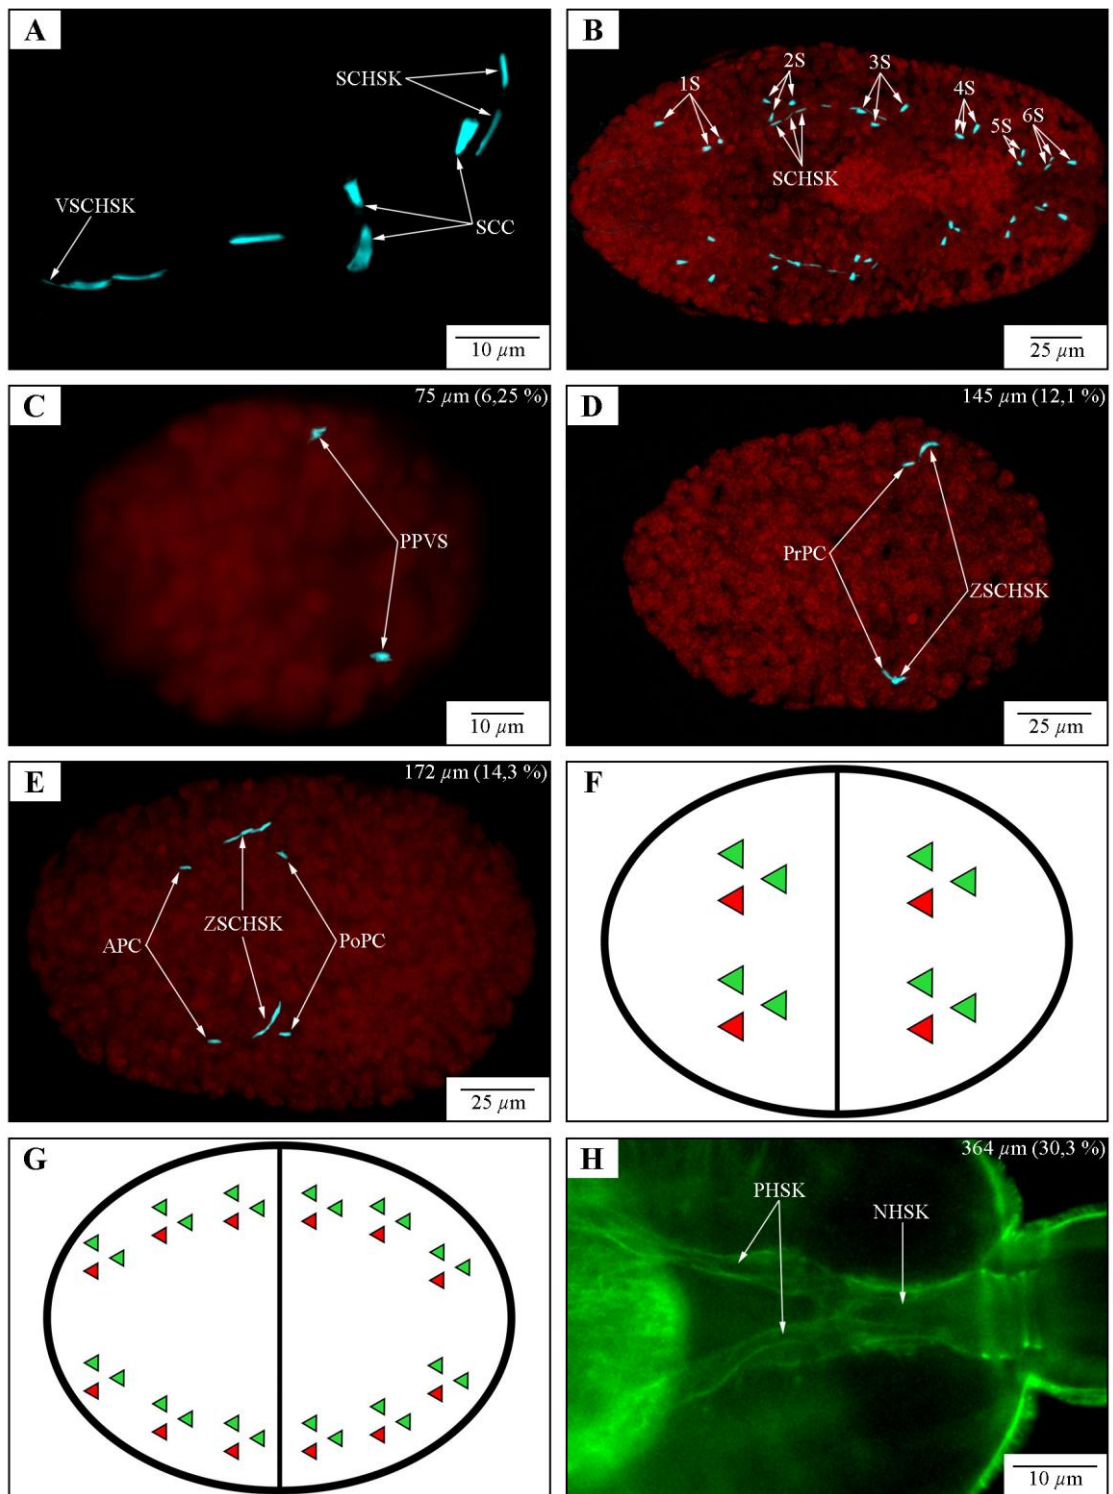 A
SCHSK
VSCHSK
SCC
10 µm
B
1S
2S
3S
4S
5S
6S
SCHSK
25 µm
C
75 µm (6,25 %)
PPVS
10 µm
D
145 µm (12,1 %)
PrPC
ZSCHSK
25 µm
E
172 µm (14,3 %)
APC
ZSCHSK
PoPC
25 µm
F
G
H
364 µm (30,3 %)
PHSK
NHSK
10 µm